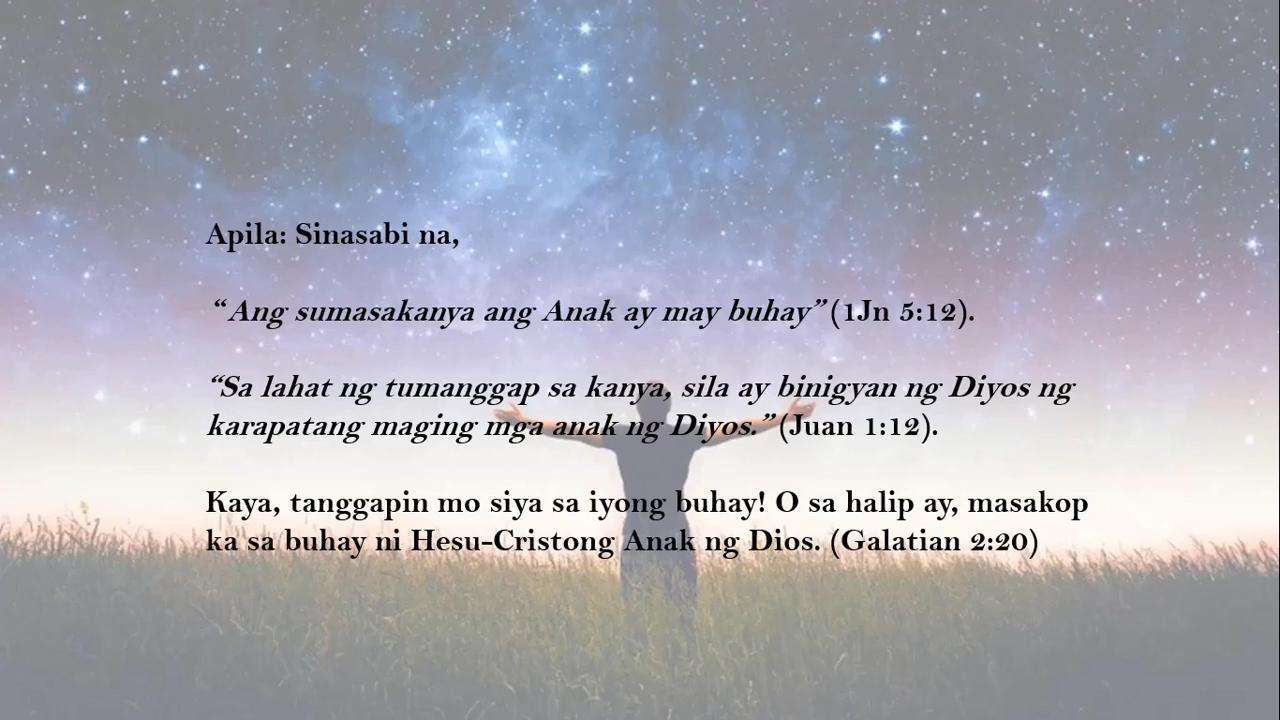 Apila: Sinasabi na,
“ Ang sumasakanya ang Anak ay may buhay” (1Jn 5:12).
“Sa lahat ng tumanggap sa kanya, sila ay binigyan ng Diyos ng
karapatang maging mga anak ng Diyos.” (Juan 1:12).
Kaya, tanggapin mo siya sa iyong buhay! O sa halip ay, masakop
ka sa buhay ni Hesu-Cristong Anak ng Dios. (Galatian 2:20)